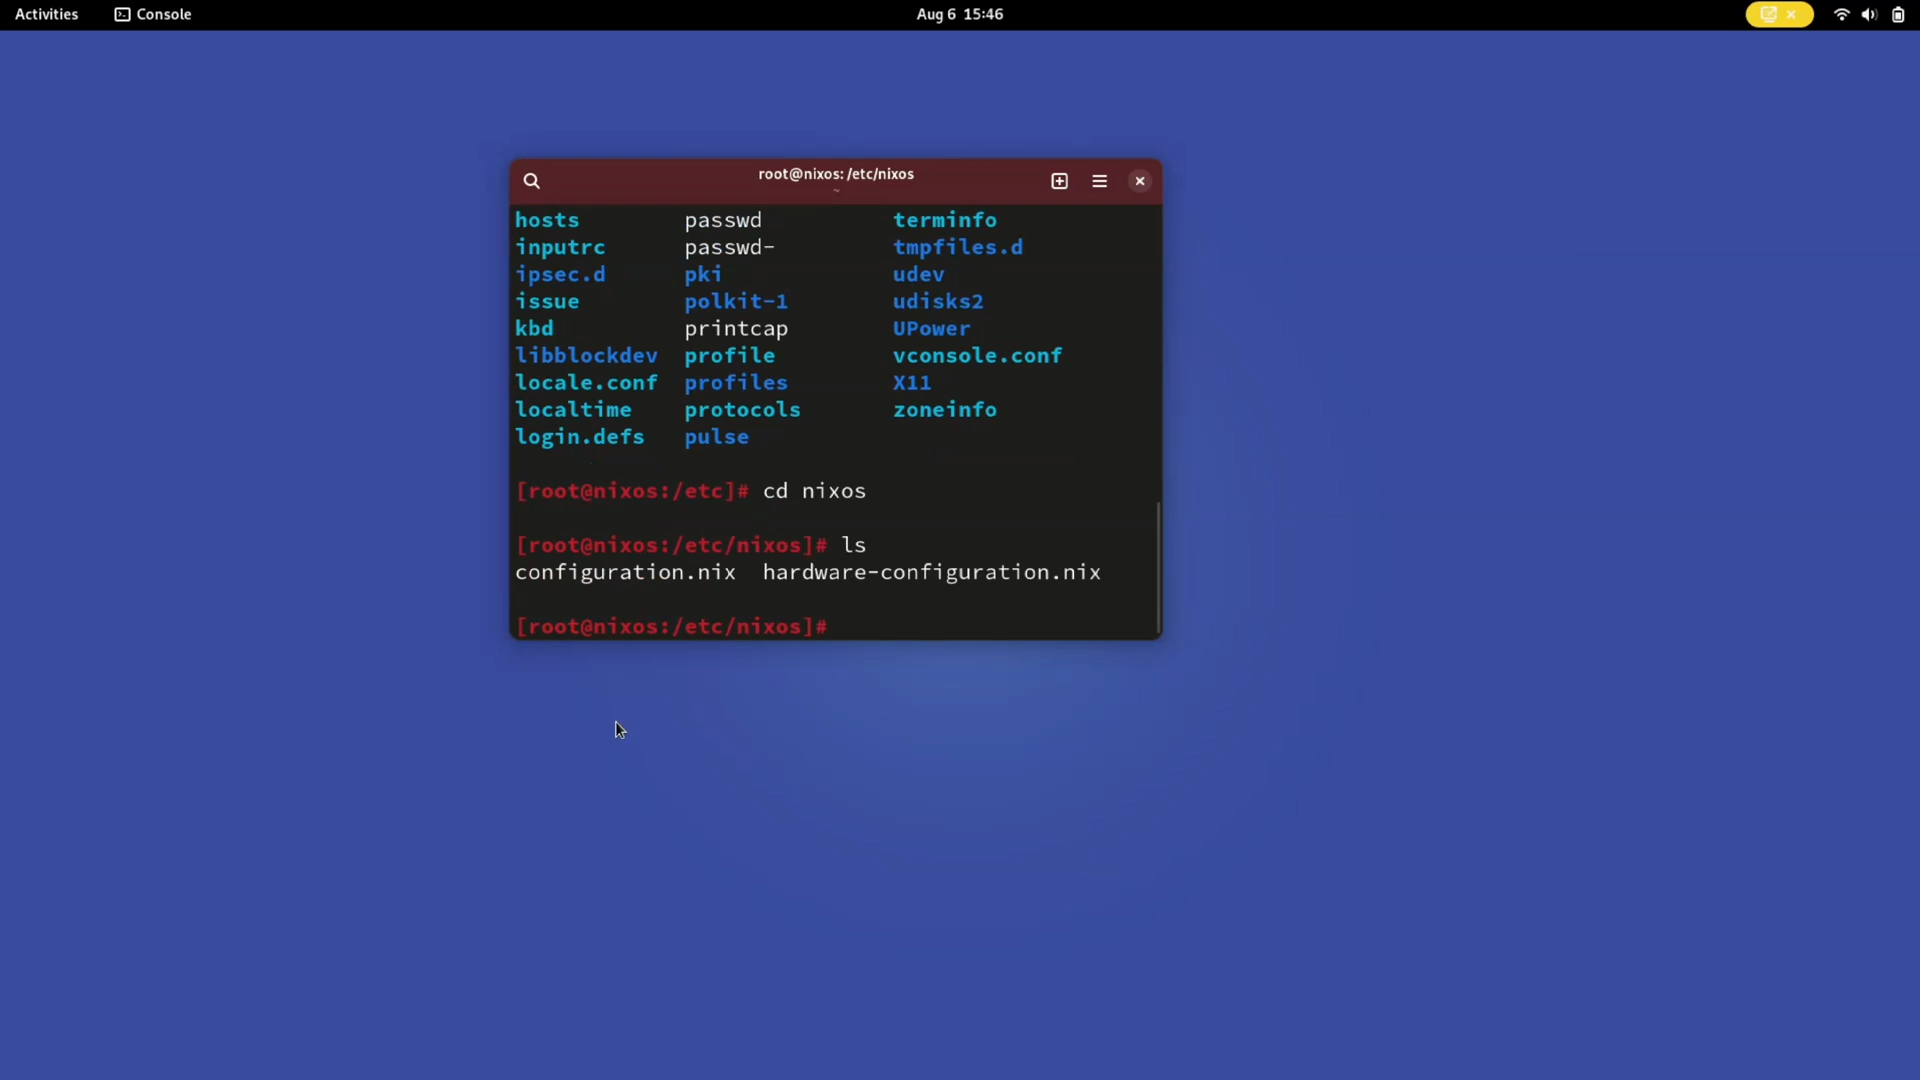 Activities Console Aug 6 15:46
root@nixos:/etc/nixos
~
hosts passwd terminfo
inputrc passwd- tmpfiles.d
ipsec.d pki udev
issue polkit-1 udisks2
kbd printcap UPower
libblockdev profile vconsole.conf
locale.conf profiles X11
localtime protocols zoneinfo
login.defs pulse
[root@nixos:/etc]# cd nixos
[root@nixos:/etc/nixos]# ls
configuration.nix hardware-configuration.nix
[root@nixos:/etc/nixos]#